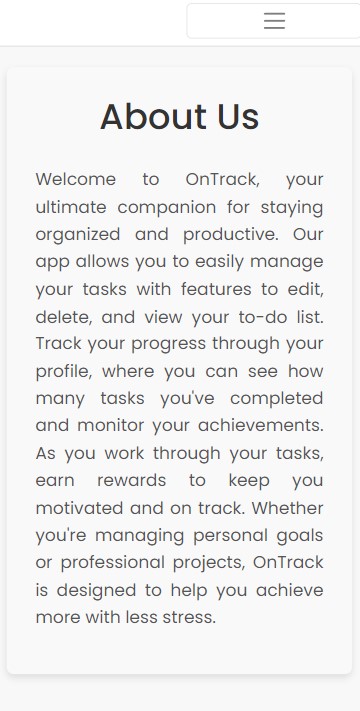 About Us
Welcome to OnTrack, your
ultimate companion for staying
organized and productive. Our
app allows you to easily manage
your tasks with features to edit,
delete, and view your to-do list.
Track your progress through your
profile, where you can see how
many tasks you've completed
and monitor your achievements.
As you work through your tasks,
earn rewards to keep you
motivated and on track. Whether
you're managing personal goals
or professional projects, OnTrack
is designed to help you achieve
more with less stress.